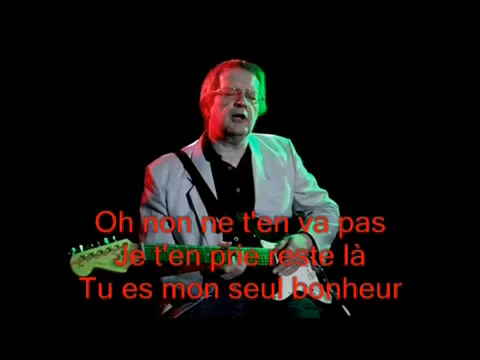 Oh non ne t'en va pas
Je t'en prie reste là
Tu es mon seul bonheur